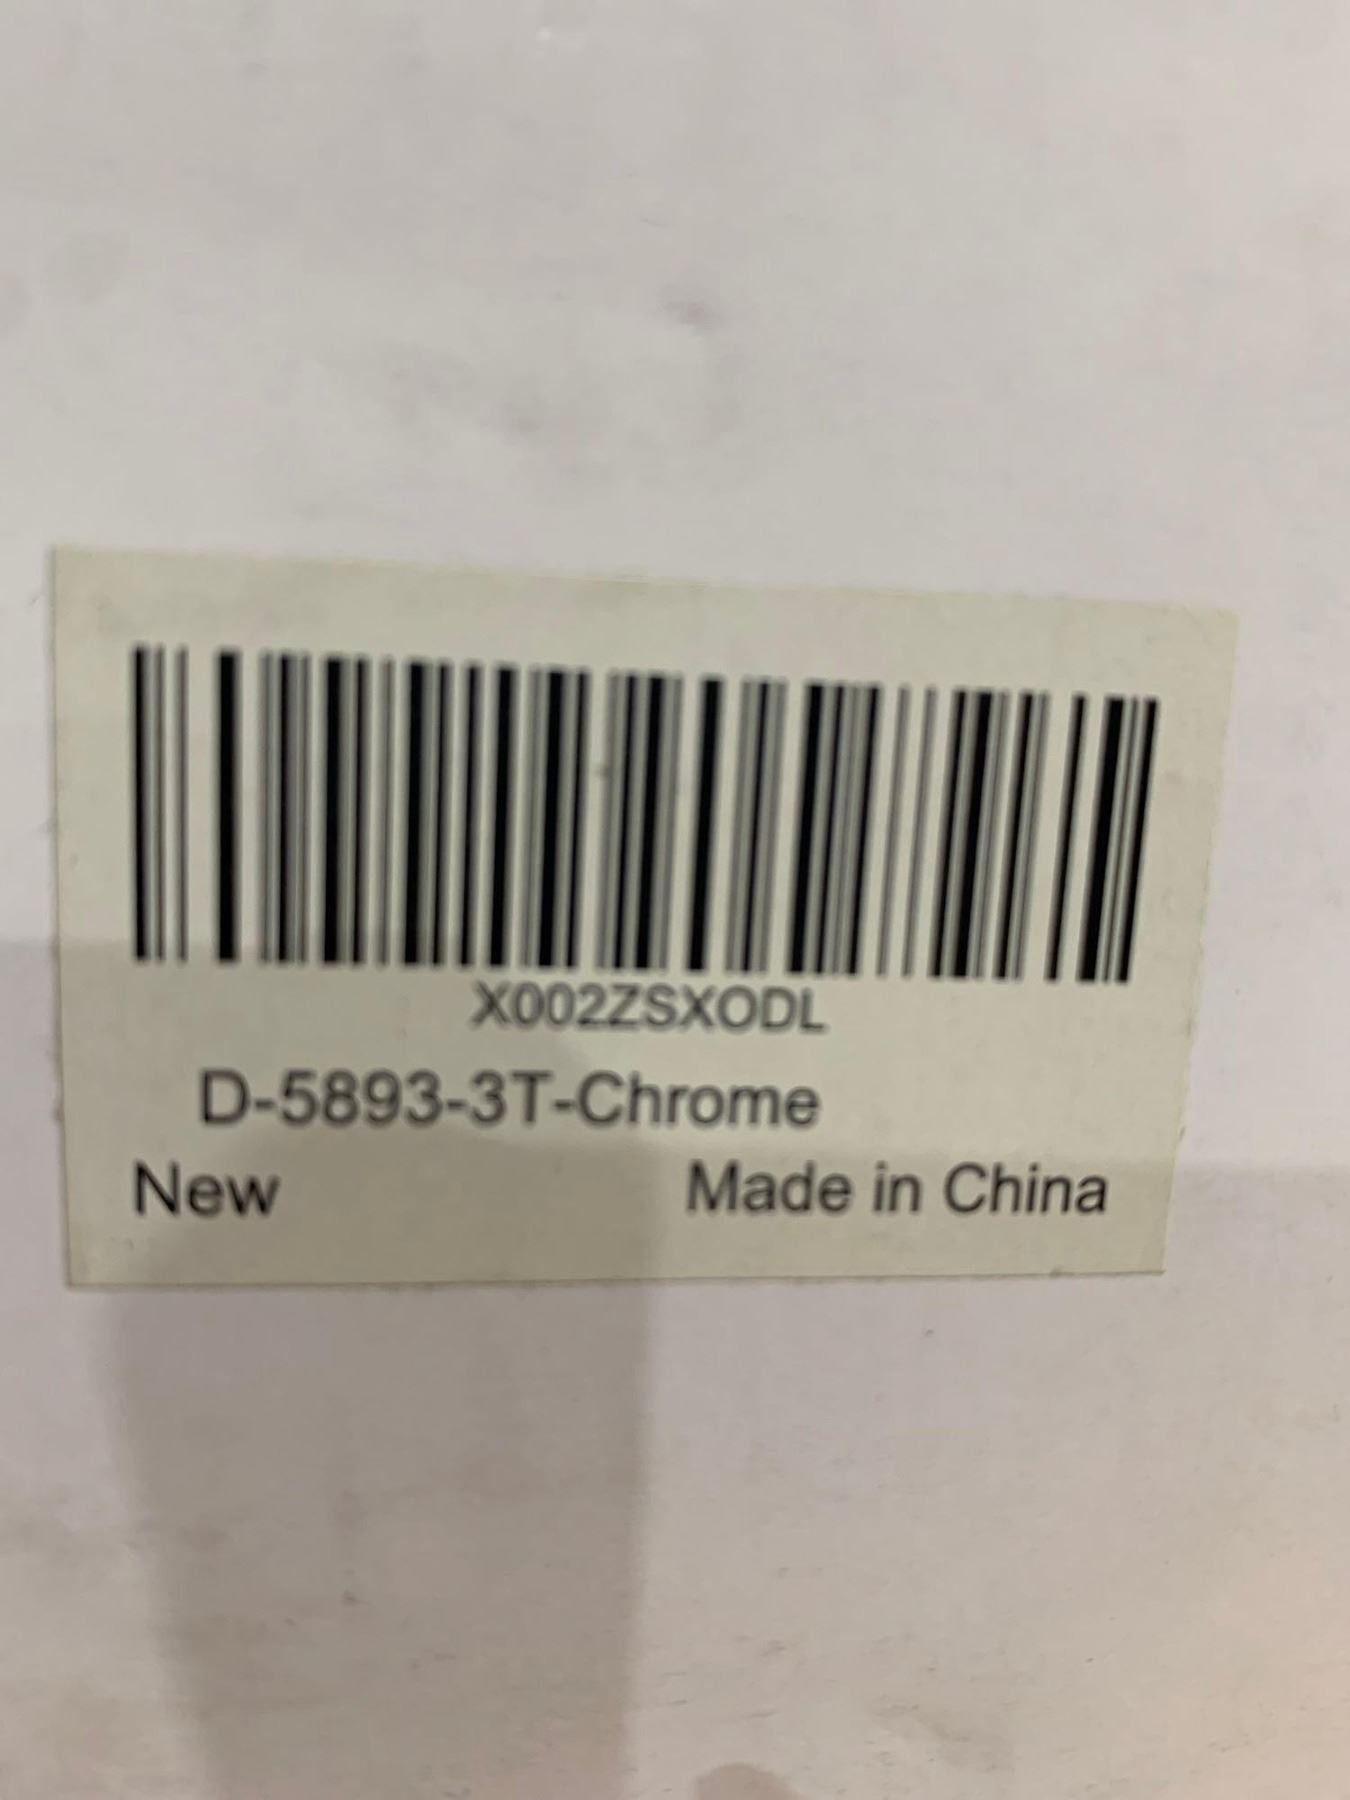 X002ZSXODL
D-5893-3T-Chrome
New Made in China